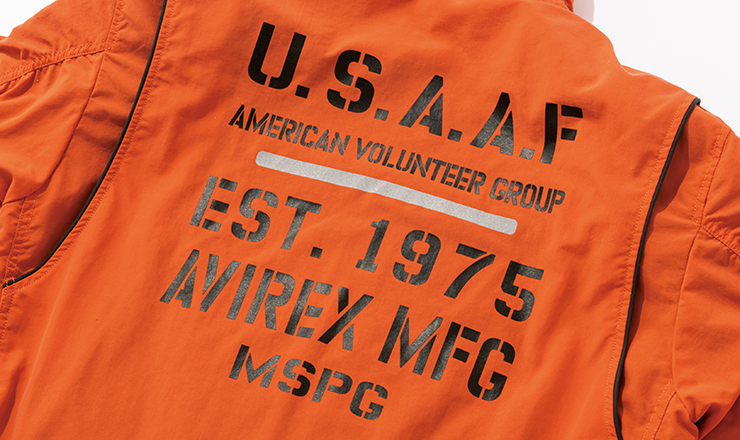 U.S.A.A.F
AMERICAN VOLUNTEER GROUP
EST. 1975
AVIREX MFG
MSPG